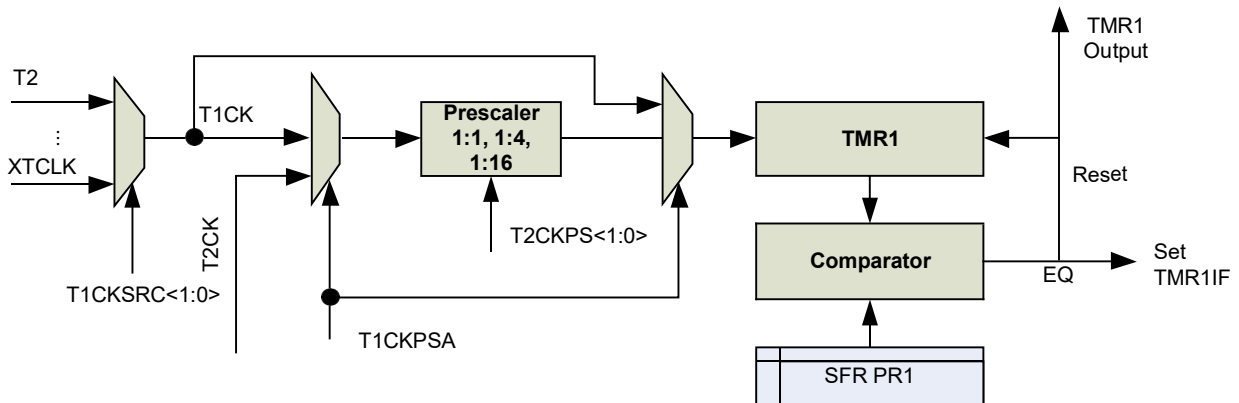 TMR1
Output
T2
T1CK
⋮
XTCLK
Prescaler
1:1, 1:4,
1:16
TMR1
Reset
T2CK
T2CKPS<1:0>
Comparator
Set
TMR1IF
EQ
T1CKSRC<1:0>
T1CKPSA
SFR PR1